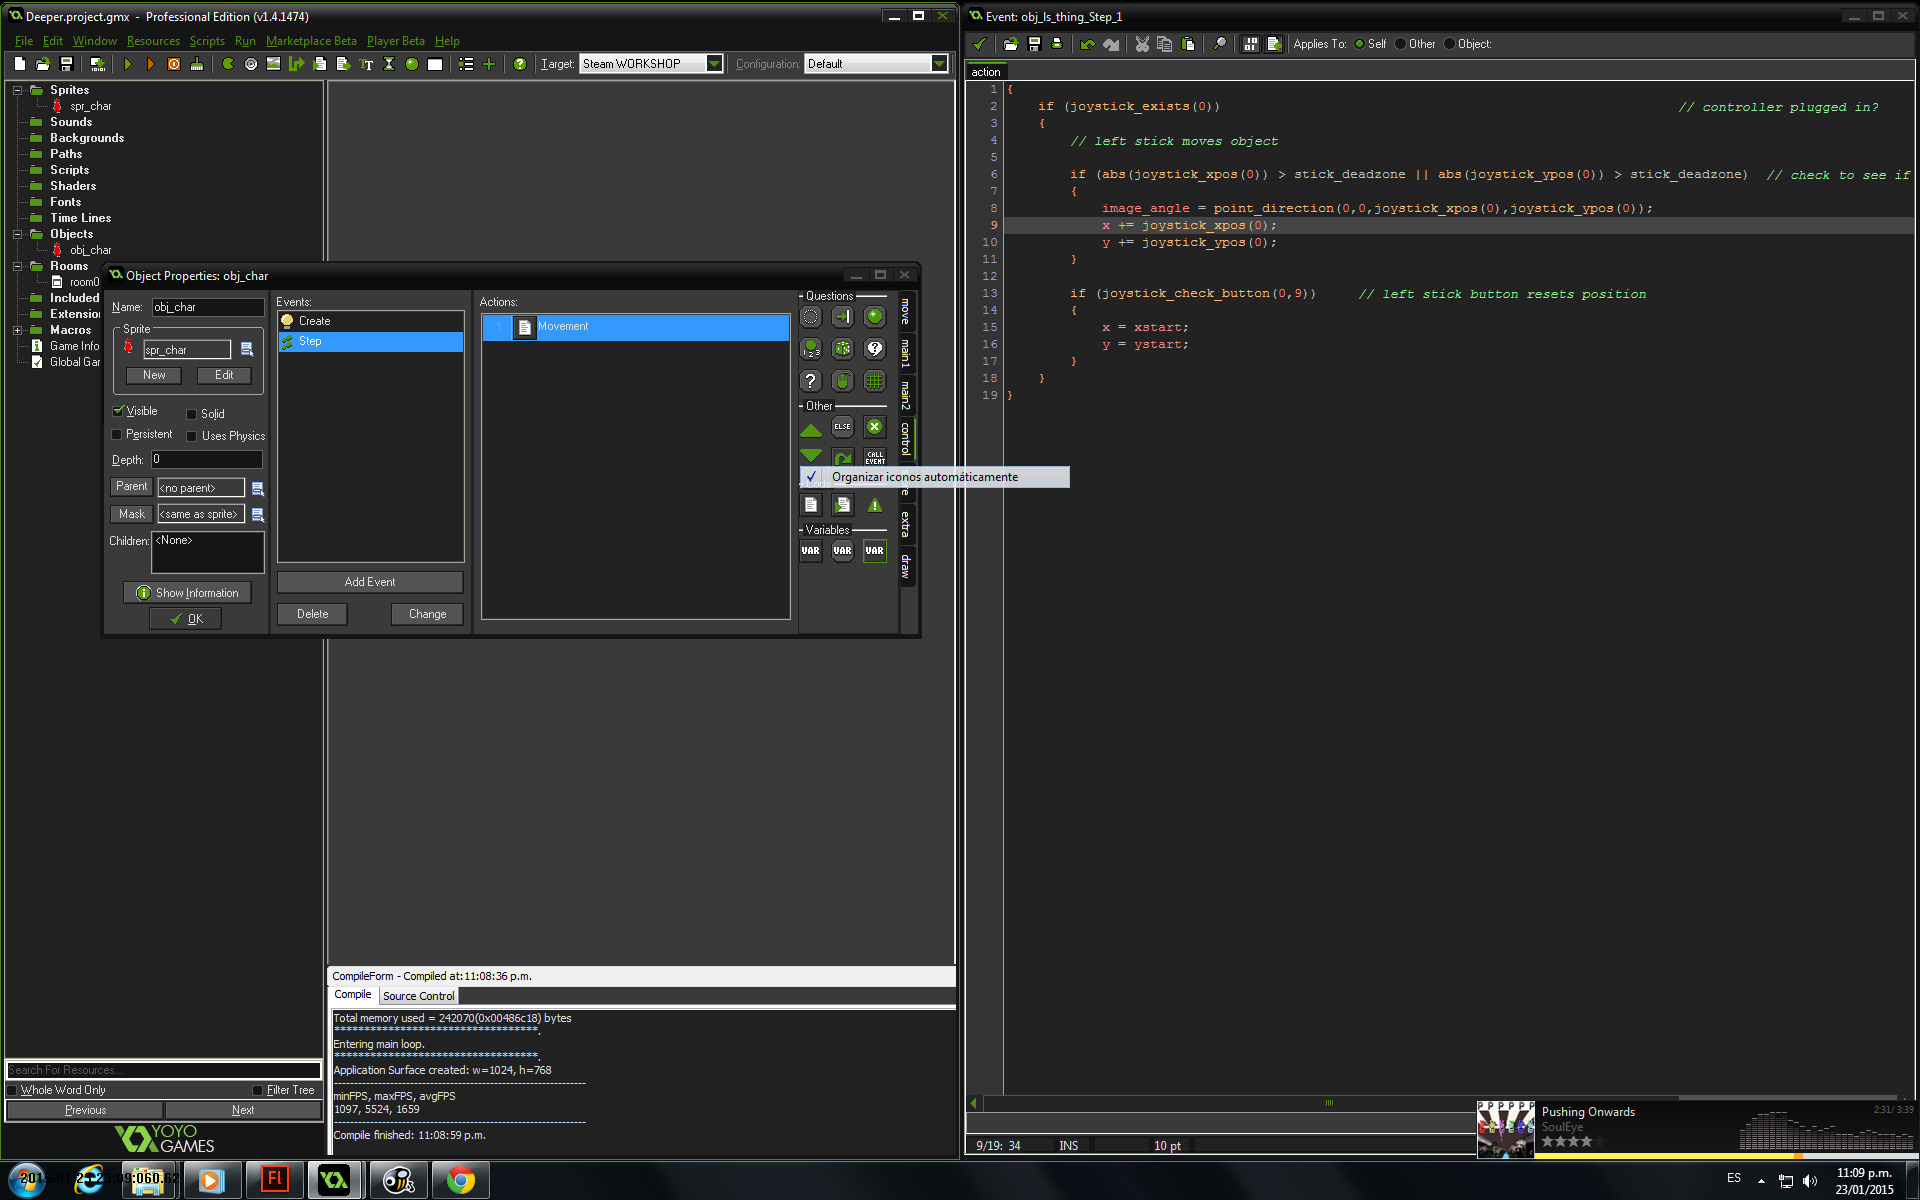 Deeper.project.gmx - Professional Edition (v1.4.1474)
File Edit Window Resources Scripts Run Marketplace Beta Player Beta Help
Target: Steam WORKSHOP Configuration: Default
Sprites
spr_char
Sounds
Backgrounds
Paths
Scripts
Shaders
Fonts
Time Lines
Objects
obj_char
Rooms
room0
Included
Extension
Macros
Game Info
Global Gar
Object Properties: obj_char
Name: obj_char
Sprite
spr_char
New Edit
Visible Solid
Persistent Uses Physics
Depth: 0
Parent <no parent>
Mask <same as sprite>
Children: <None>
Show Information
OK
Events:
Create
Step
Add Event
Delete Change
Actions:
1 Movement
Questions
Other
ELSE
CALL EVENT
Organizar iconos automáticamente
Variables
VAR VAR VAR
move
main1
main2
control
extra
draw
CompileForm - Compiled at: 11:08:36 p.m.
Compile Source Control
Total memory used = 242070(0x00486c18) bytes
**********************************.
Entering main loop.
**********************************.
Application Surface created: w=1024, h=768
minFPS, maxFPS, avgFPS
1097, 5524, 1659
Compile finished: 11:08:59 p.m.
Search For Resources...
Whole Word Only Filter Tree
Previous Next
YOYO GAMES
Event: obj_ls_thing_Step_1
Applies To: Self Other Object:
action
1 {
2 if (joystick_exists(0)) // controller plugged in?
3 {
4 // left stick moves object
5
6 if (abs(joystick_xpos(0)) > stick_deadzone || abs(joystick_ypos(0)) > stick_deadzone) // check to see if
7 {
8 image_angle = point_direction(0,0,joystick_xpos(0),joystick_ypos(0));
9 x += joystick_xpos(0);
10 y += joystick_ypos(0);
11 }
12
13 if (joystick_check_button(0,9)) // left stick button resets position
14 {
15 x = xstart;
16 y = ystart;
17 }
18 }
19 }
9/19: 34 INS 10 pt
Pushing Onwards
SoulEye
2:31/ 3:39
Fl
ES
11:09 p.m.
23/01/2015